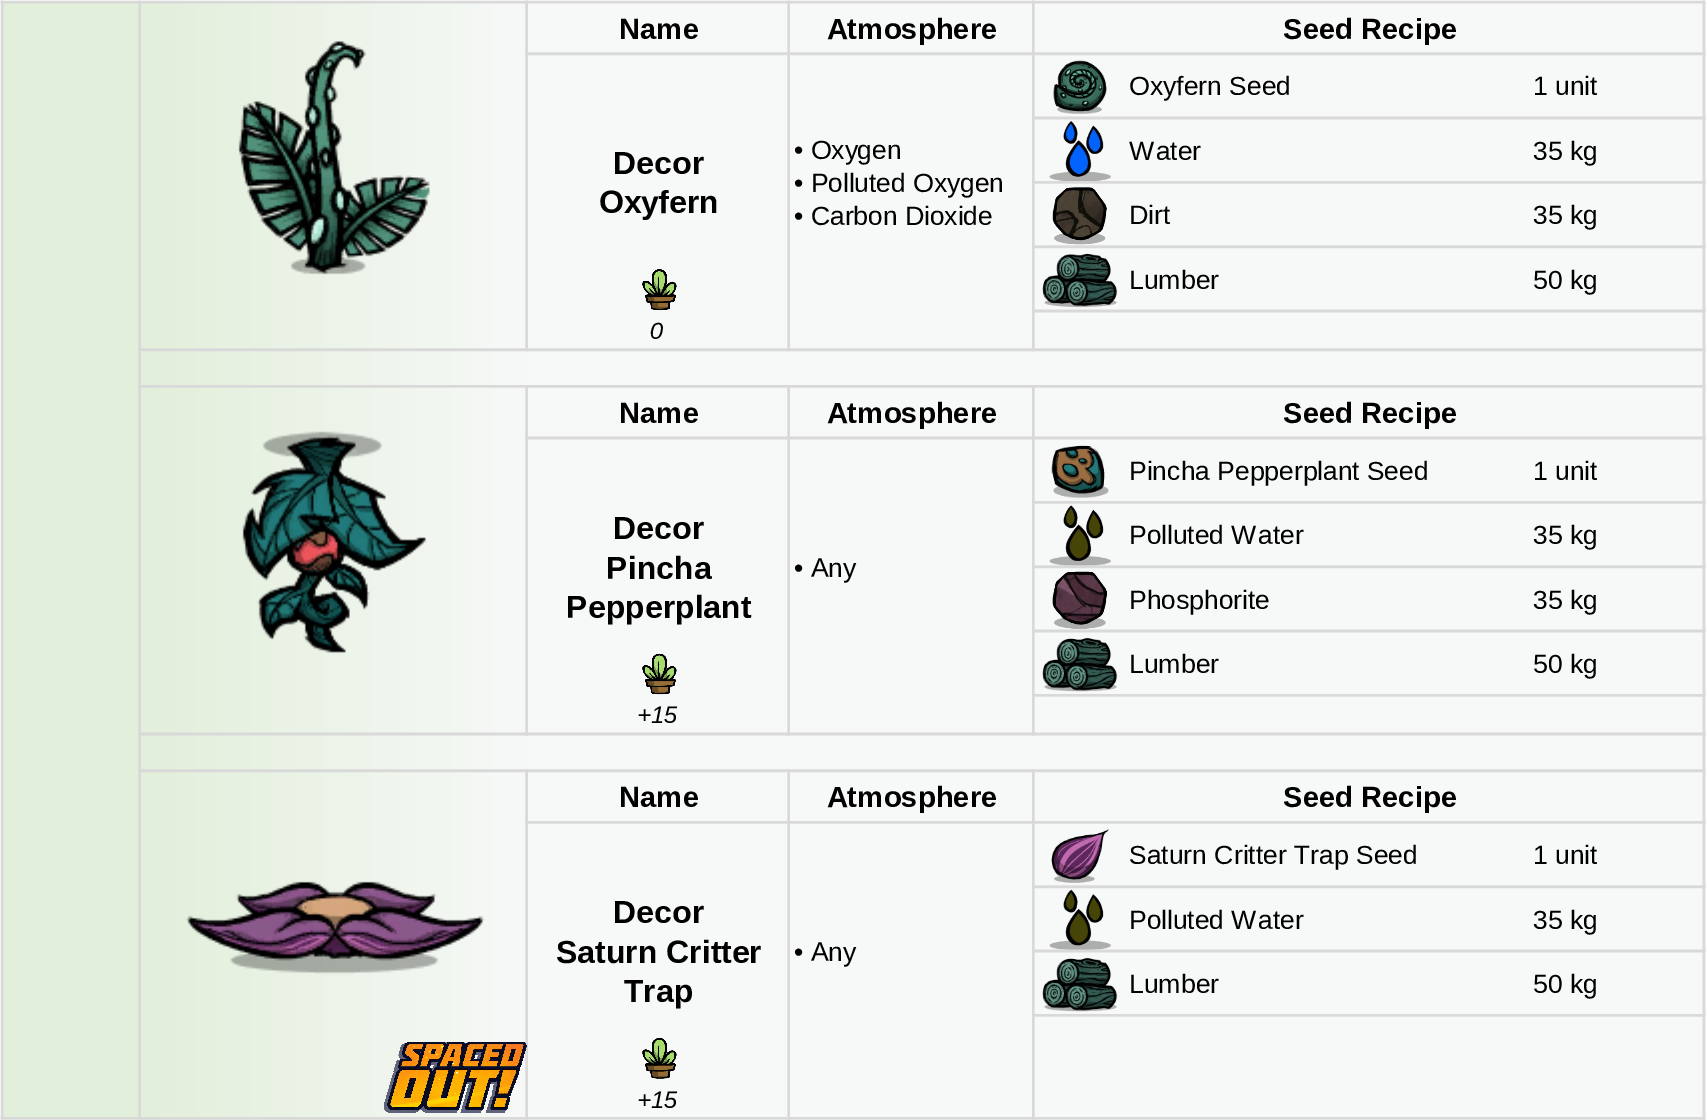 Name Atmosphere Seed Recipe
Decor
Oxyfern
0
• Oxygen
• Polluted Oxygen
• Carbon Dioxide
Oxyfern Seed 1 unit
Water 35 kg
Dirt 35 kg
Lumber 50 kg
Name Atmosphere Seed Recipe
Decor
Pincha
Pepperplant
+15
• Any
Pincha Pepperplant Seed 1 unit
Polluted Water 35 kg
Phosphorite 35 kg
Lumber 50 kg
SPACED
OUT!
Name Atmosphere Seed Recipe
Decor
Saturn Critter
Trap
+15
• Any
Saturn Critter Trap Seed 1 unit
Polluted Water 35 kg
Lumber 50 kg